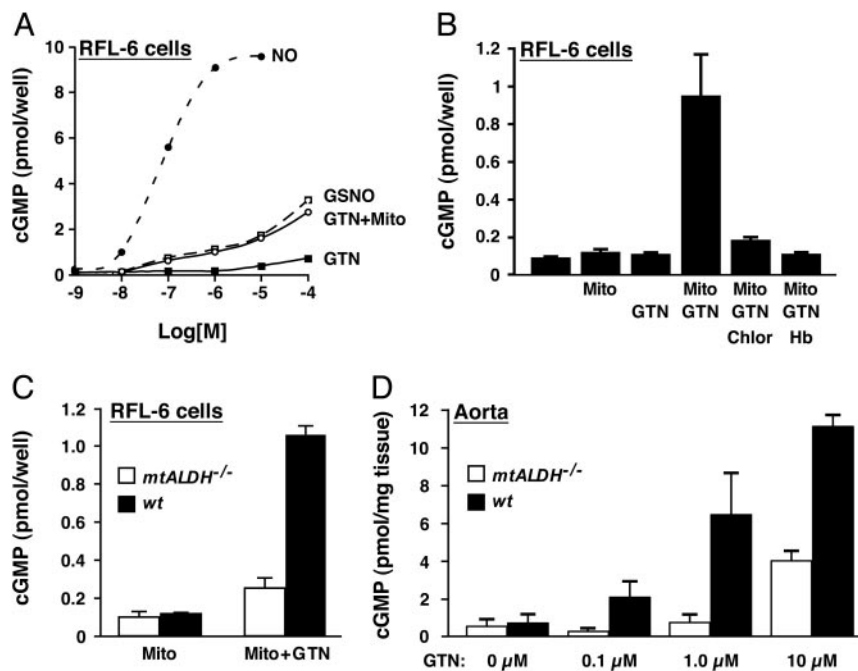 A
RFL-6 cells
cGMP (pmol/well)
10
8
6
4
2
0
NO
GSNO
GTN+Mito
GTN
-9 -8 -7 -6 -5 -4
Log[M]
B
RFL-6 cells
cGMP (pmol/well)
1.2
1
0.8
0.6
0.4
0.2
0
Mito Mito Mito Mito
GTN GTN GTN GTN
Chlor Hb
C
RFL-6 cells
cGMP (pmol/well)
1.2
1.0
0.8
0.6
0.4
0.2
0
mtALDH-/-
wt
Mito Mito+GTN
D
Aorta
cGMP (pmol/mg tissue)
12
10
8
6
4
2
0
mtALDH-/-
wt
GTN: 0 µM 0.1 µM 1.0 µM 10 µM